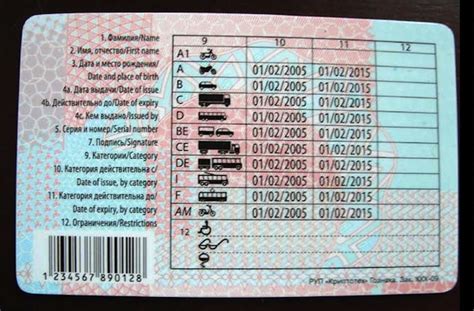 1. Фамилия/Name
2. Имя, отчество/First name
3. Дата и место рождения/
Date and place of birth
4a. Дата выдачи/Date of issue
4b. Действительно до/Date of expiry
4c. Кем выдано/Issued by
5. Серия и номер/Serial number
7. Подпись/Signature
9. Категории/Category
10. Категория действительна с/
Date of issue, by category
11. Категория действительна до/
Date of expiry, by category
12. Ограничения/Restrictions
1 234567 890128
9 10 11 12
A1
A 01/02/2005 01/02/2015
B 01/02/2005 01/02/2015
C 01/02/2005 01/02/2015
D 01/02/2005 01/02/2015
BE 01/02/2005 01/02/2015
CE 01/02/2005 01/02/2015
DE 01/02/2005 01/02/2015
I 01/02/2005 01/02/2015
F 01/02/2005 01/02/2015
AM 01/02/2005 01/02/2015
12
РУП «Криптотех» Гознака. Зак. ХХХ-09